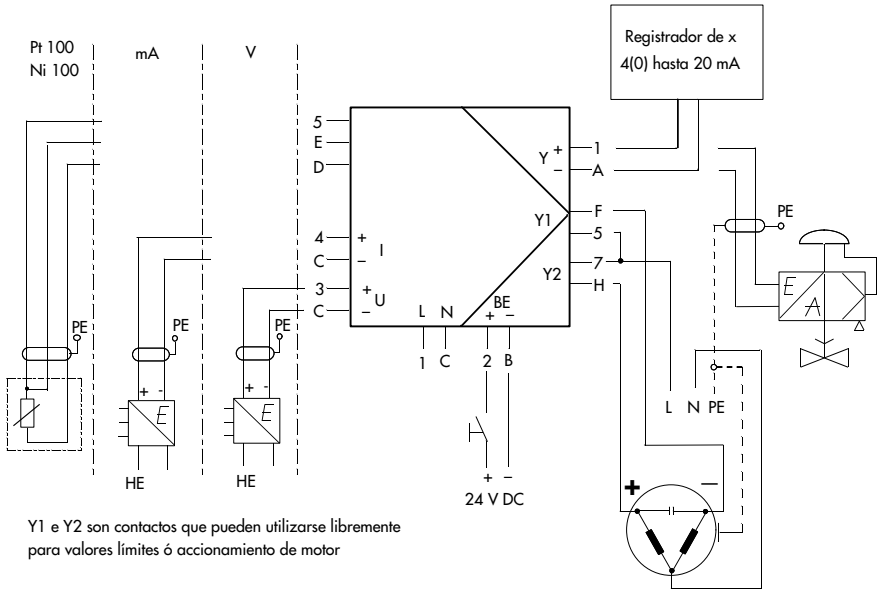 Pt 100
Ni 100
mA
V
Registrador de x
4(0) hasta 20 mA
5
E
D
4 +
I
C −
3 +
U
C −
Y + 1
− A
F
Y1
5
7
Y2
H
L N
BE
+ −
1 C 2 B
PE
PE
PE
PE
E
A
+ -
E
+ -
E
HE
HE
+ −
24 V DC
L N PE
+ −
Y1 e Y2 son contactos que pueden utilizarse libremente
para valores límites ó accionamiento de motor